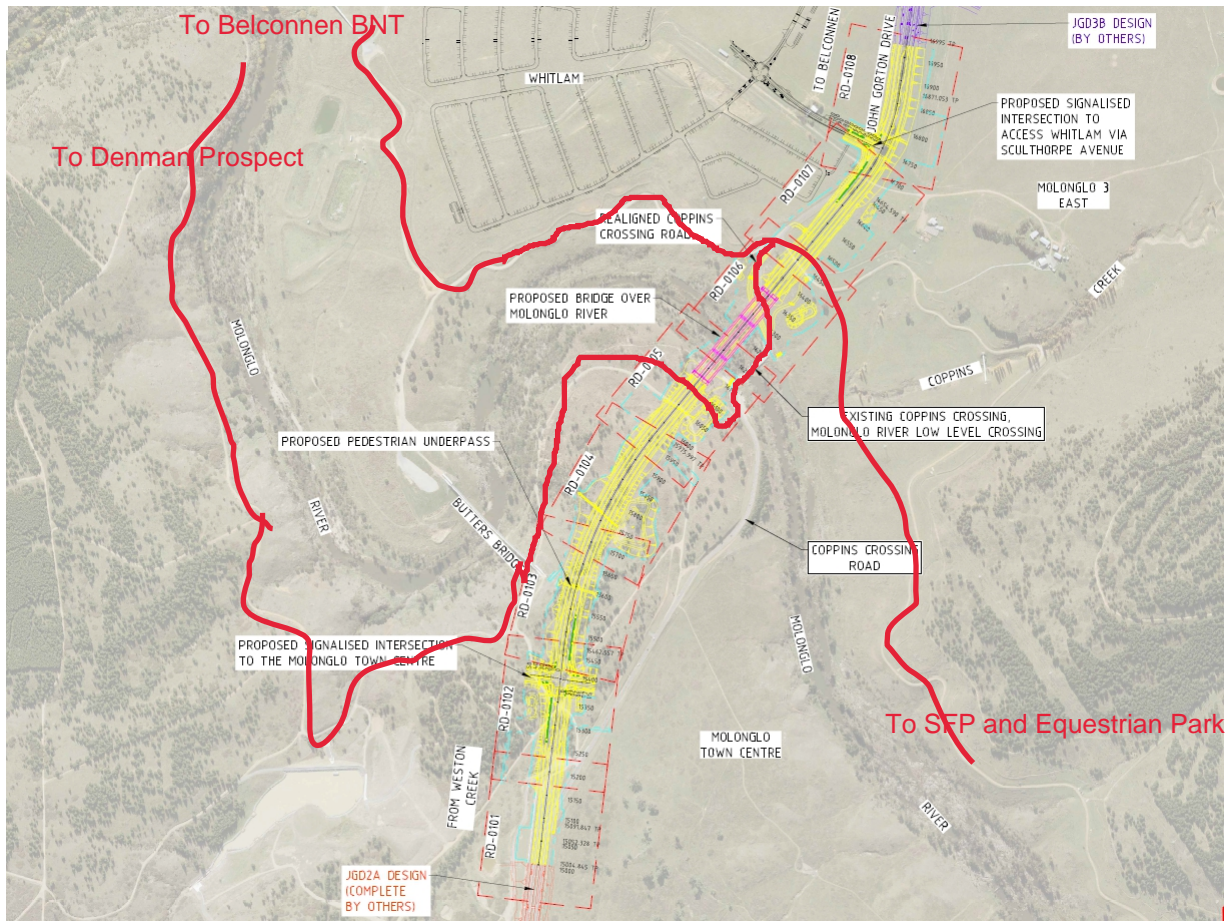 To Belconnen BNT
To Denman Prospect
WHITLAM
TO BELCONNEN
RD-0108
JOHN GORTON DRIVE
JGD3B DESIGN
(BY OTHERS)
PROPOSED SIGNALISED
INTERSECTION TO
ACCESS WHITLAM VIA
SCULTHORPE AVENUE
MOLONGLO 3
EAST
RD-0107
REALIGNED COPPINS
CROSSING ROAD
RD-0106
PROPOSED BRIDGE OVER
MOLONGLO RIVER
CREEK
COPPINS
MOLONGLO
RD-0105
EXISTING COPPINS CROSSING,
MOLONGLO RIVER LOW LEVEL CROSSING
PROPOSED PEDESTRIAN UNDERPASS
RD-0104
RIVER
BUTTERS BRIDGE
COPPINS CROSSING
ROAD
RD-0103
MOLONGLO
PROPOSED SIGNALISED INTERSECTION
TO THE MOLONGLO TOWN CENTRE
RD-0102
To SFP and Equestrian Park
MOLONGLO
TOWN CENTRE
FROM WESTON
CREEK
RIVER
RD-0101
JGD2A DESIGN
(COMPLETE
BY OTHERS)